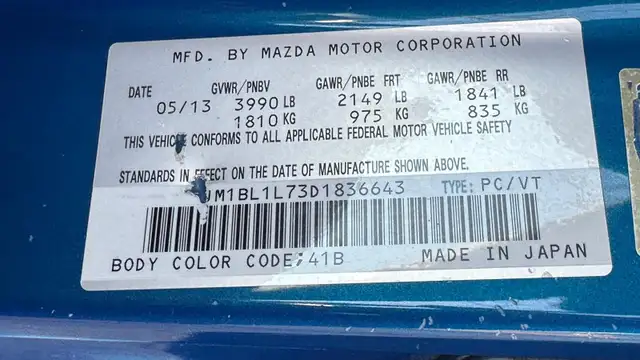 MFD. BY MAZDA MOTOR CORPORATION
DATE GVWR/PNBV GAWR/PNBE FRT GAWR/PNBE RR
05/13 3990 LB 2149 LB 1841 LB
1810 KG 975 KG 835 KG
THIS VEHICLE CONFORMS TO ALL APPLICABLE FEDERAL MOTOR VEHICLE SAFETY
STANDARDS IN EFFECT ON THE DATE OF MANUFACTURE SHOWN ABOVE.
M1BL1L73D1836643 TYPE: PC/VT
BODY COLOR CODE:41B MADE IN JAPAN